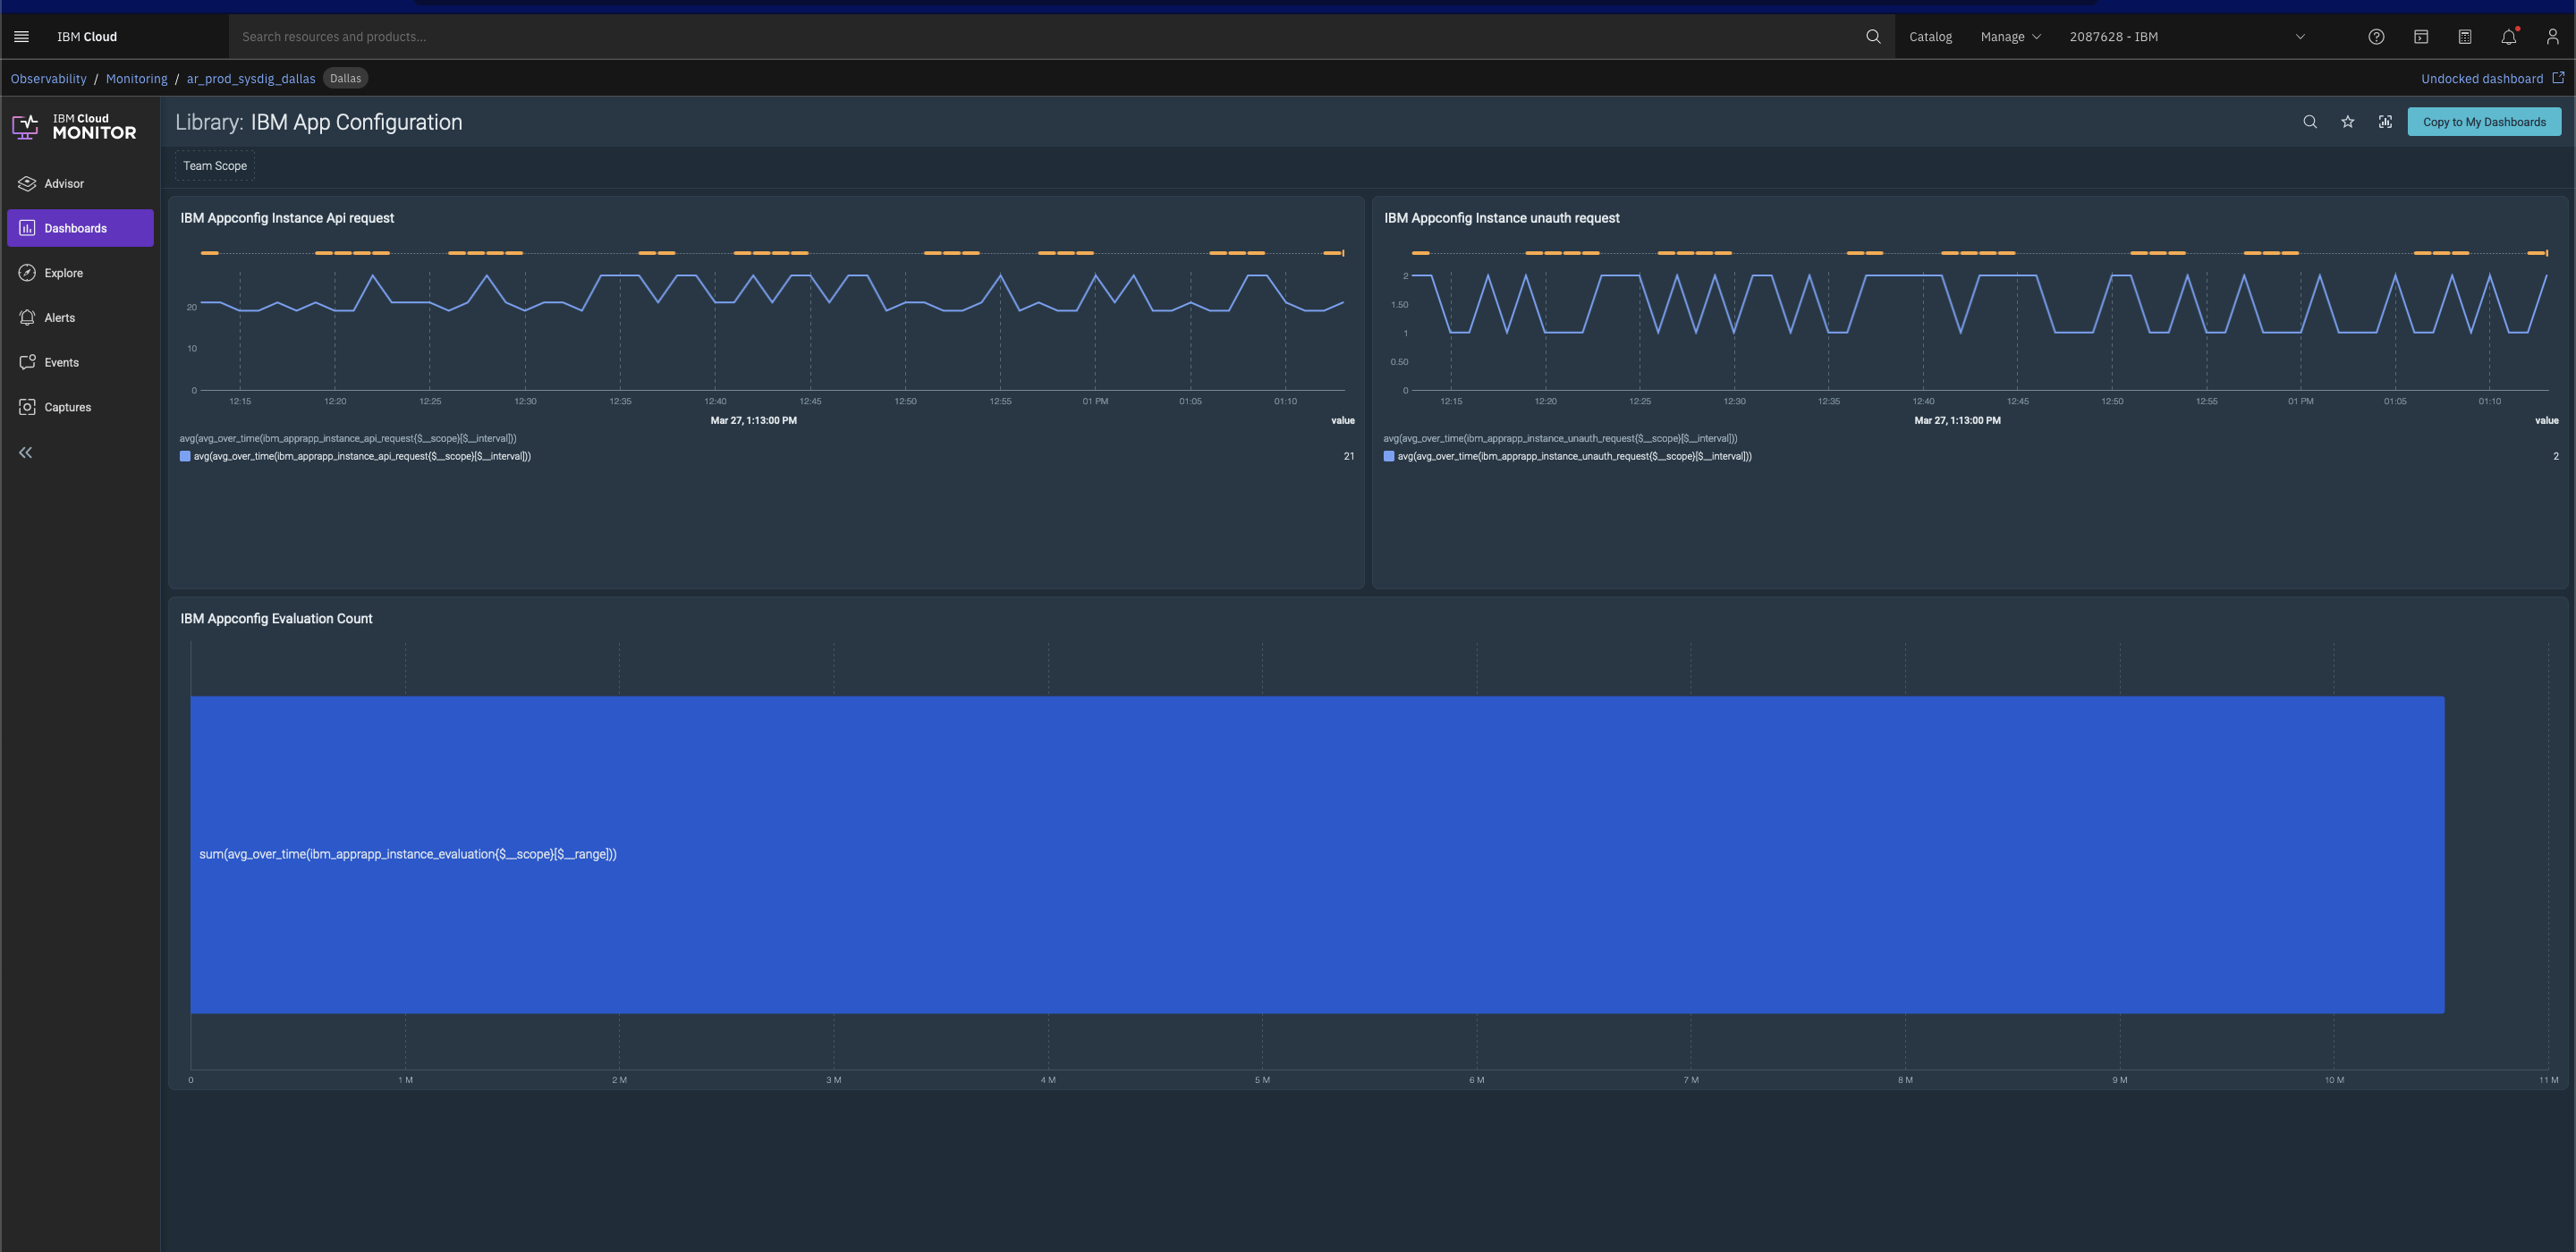 IBM Cloud
Search resources and products...
Catalog
Manage
2087628 - IBM
Observability / Monitoring / ar_prod_sysdig_dallas Dallas
Undocked dashboard
IBM Cloud
MONITOR
Advisor
Dashboards
Explore
Alerts
Events
Captures
Library: IBM App Configuration
Copy to My Dashboards
Team Scope
IBM Appconfig Instance Api request
20
10
0
12:15 12:20 12:25 12:30 12:35 12:40 12:45 12:50 12:55 01 PM 01:05 01:10
Mar 27, 1:13:00 PM value
avg(avg_over_time(ibm_apprapp_instance_api_request{$__scope}[$__interval]))
avg(avg_over_time(ibm_apprapp_instance_api_request{$__scope}[$__interval])) 21
IBM Appconfig Instance unauth request
2
1.50
1
0.50
0
12:15 12:20 12:25 12:30 12:35 12:40 12:45 12:50 12:55 01 PM 01:05 01:10
Mar 27, 1:13:00 PM value
avg(avg_over_time(ibm_apprapp_instance_unauth_request{$__scope}[$__interval]))
avg(avg_over_time(ibm_apprapp_instance_unauth_request{$__scope}[$__interval])) 2
IBM Appconfig Evaluation Count
sum(avg_over_time(ibm_apprapp_instance_evaluation{$__scope}[$__range]))
0 1 M 2 M 3 M 4 M 5 M 6 M 7 M 8 M 9 M 10 M 11 M